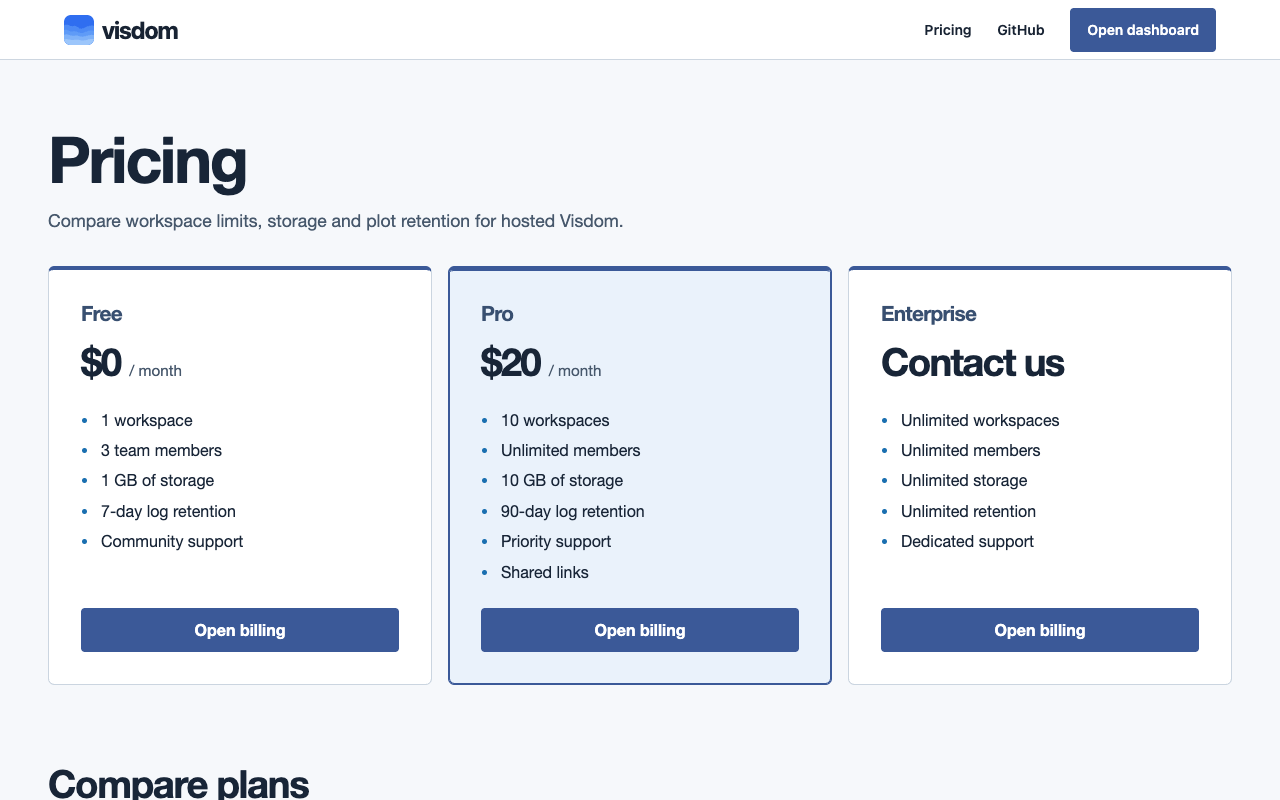 visdom
Pricing
GitHub
Open dashboard
Pricing
Compare workspace limits, storage and plot retention for hosted Visdom.
Free
$0 / month
1 workspace
3 team members
1 GB of storage
7-day log retention
Community support
Open billing
Pro
$20 / month
10 workspaces
Unlimited members
10 GB of storage
90-day log retention
Priority support
Shared links
Open billing
Enterprise
Contact us
Unlimited workspaces
Unlimited members
Unlimited storage
Unlimited retention
Dedicated support
Open billing
Compare plans